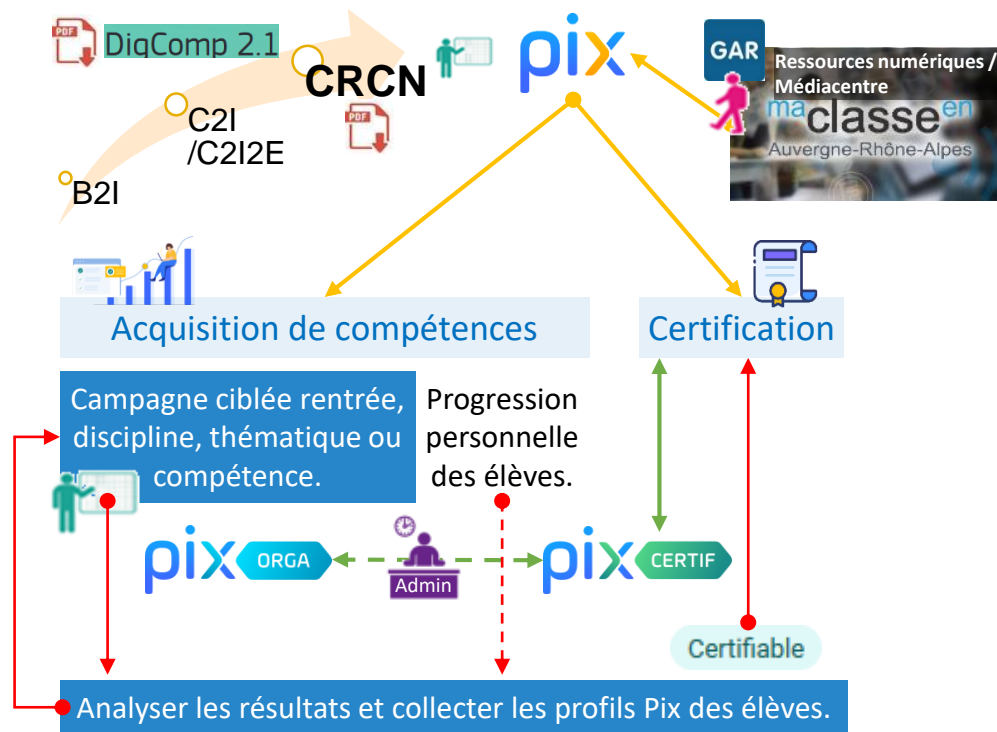 PDF
DigComp 2.1
CRCN
PDF
C2I
/C2I2E
B2I
pix
GAR
Ressources numériques /
Médiacentre
ma classe en
Auvergne-Rhône-Alpes
Acquisition de compétences
Certification
Campagne ciblée rentrée,
discipline, thématique ou
compétence.
Progression
personnelle
des élèves.
pix ORGA
Admin
pix CERTIF
Certifiable
Analyser les résultats et collecter les profils Pix des élèves.